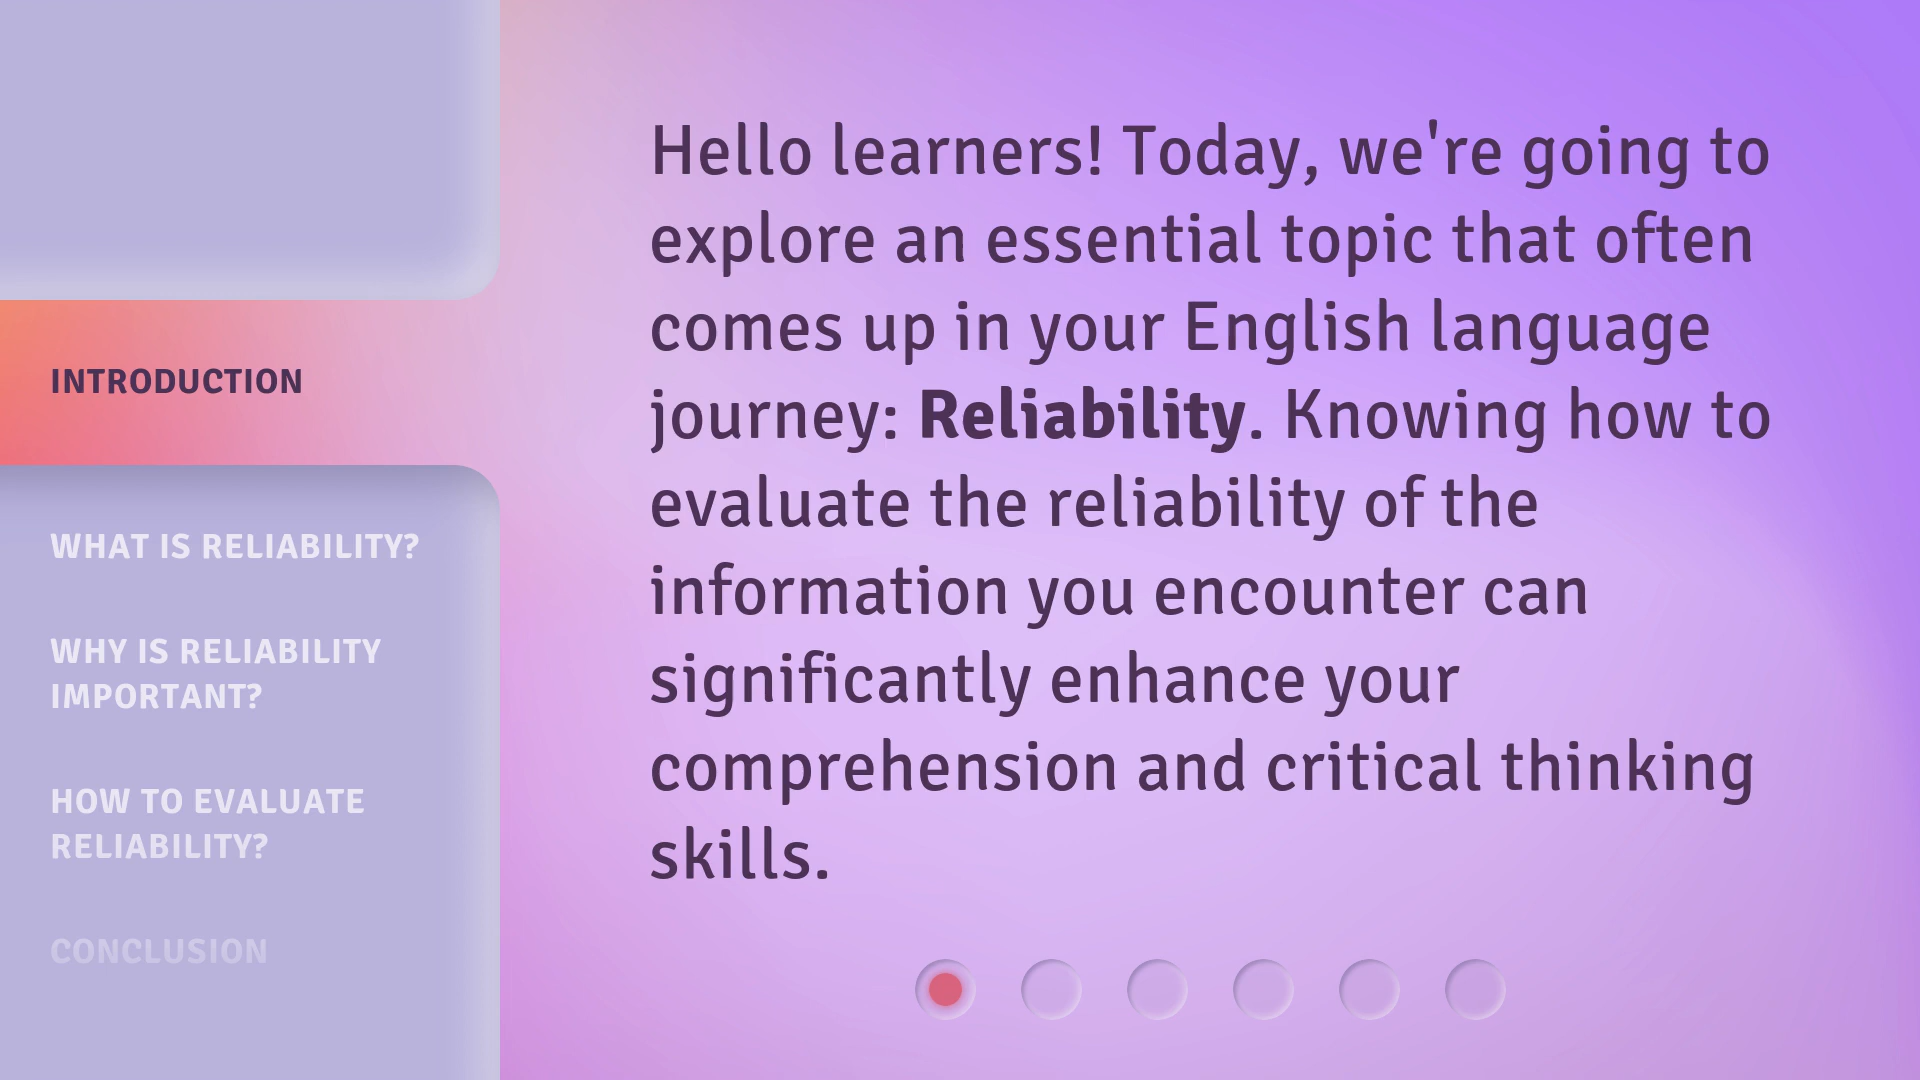 INTRODUCTION
WHAT IS RELIABILITY?
WHY IS RELIABILITY
IMPORTANT?
HOW TO EVALUATE
RELIABILITY?
CONCLUSION
Hello learners! Today, we're going to
explore an essential topic that often
comes up in your English language
journey: Reliability. Knowing how to
evaluate the reliability of the
information you encounter can
significantly enhance your
comprehension and critical thinking
skills.